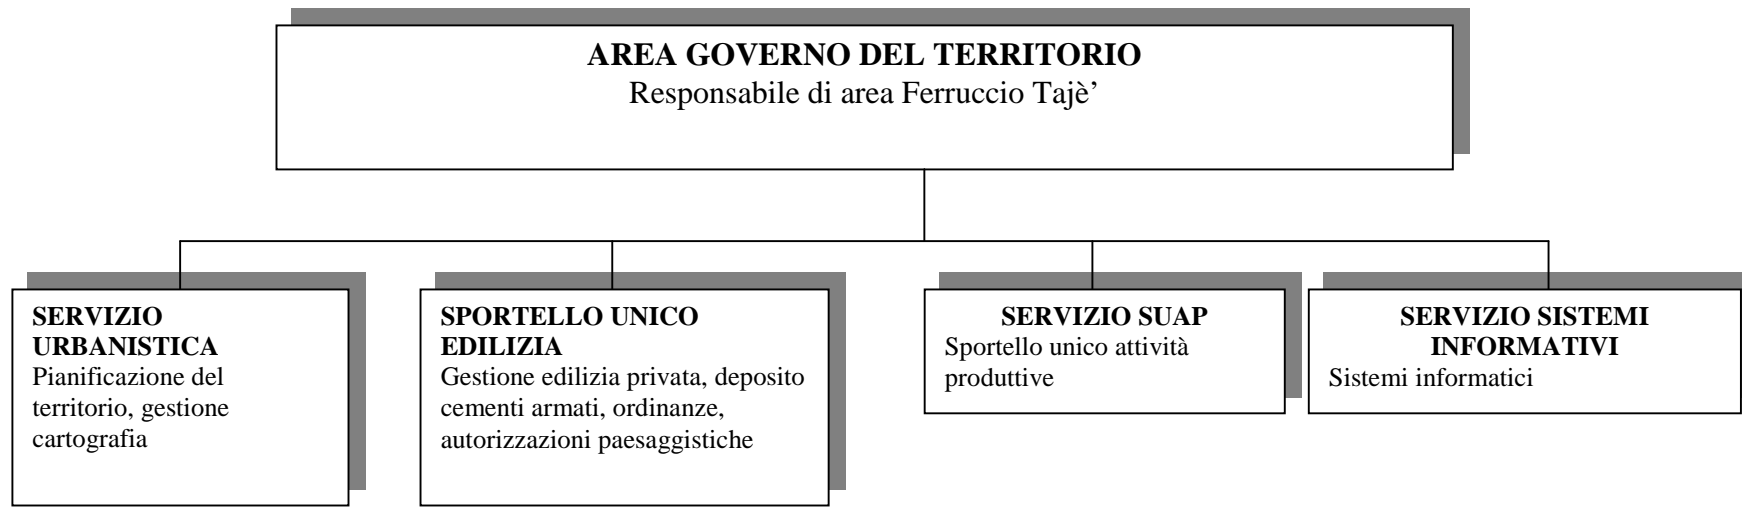 AREA GOVERNO DEL TERRITORIO
Responsabile di area Ferruccio Tajè’
SERVIZIO
URBANISTICA
Pianificazione del
territorio, gestione
cartografia
SPORTELLO UNICO
EDILIZIA
Gestione edilizia privata, deposito
cementi armati, ordinanze,
autorizzazioni paesaggistiche
SERVIZIO SUAP
Sportello unico attività
produttive
SERVIZIO SISTEMI
INFORMATIVI
Sistemi informatici